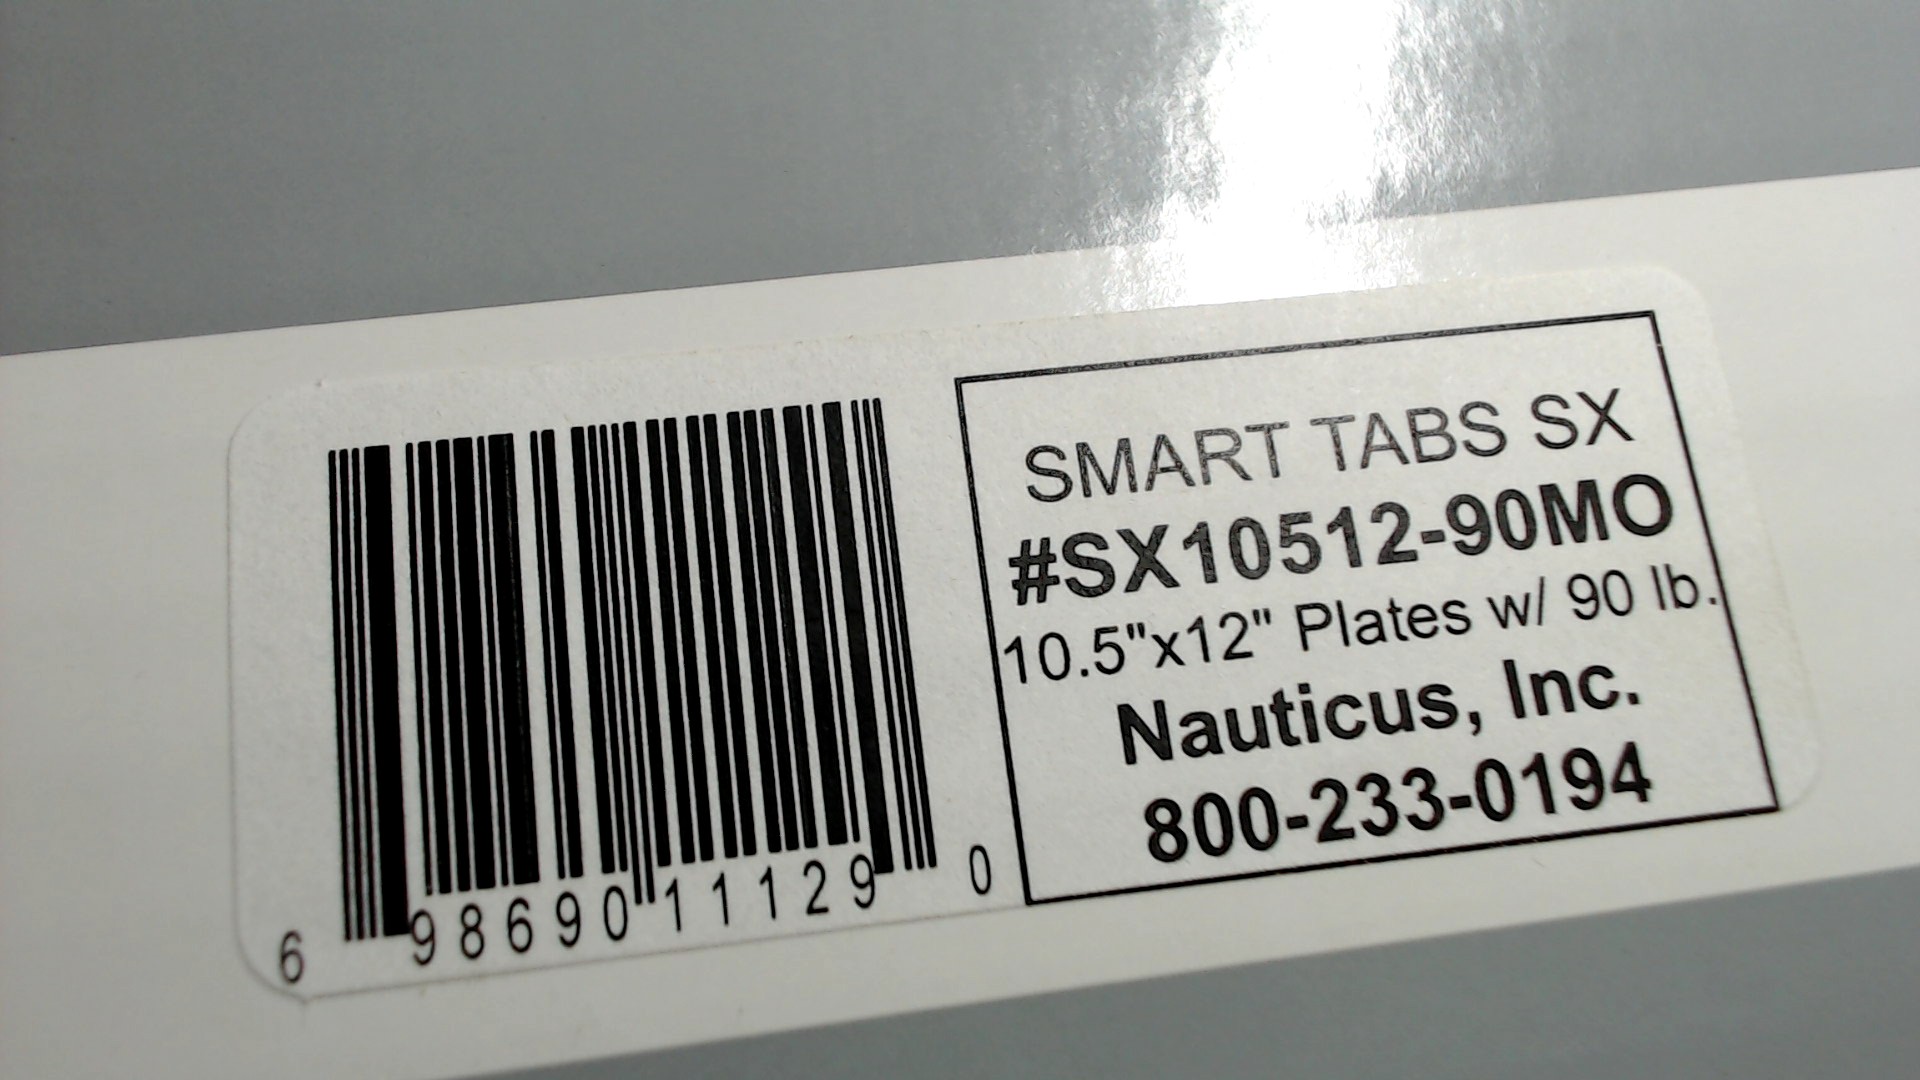 6 98690 11129 0
SMART TABS SX
#SX10512-90MO
10.5"x12" Plates w/ 90 lb.
Nauticus, Inc.
800-233-0194